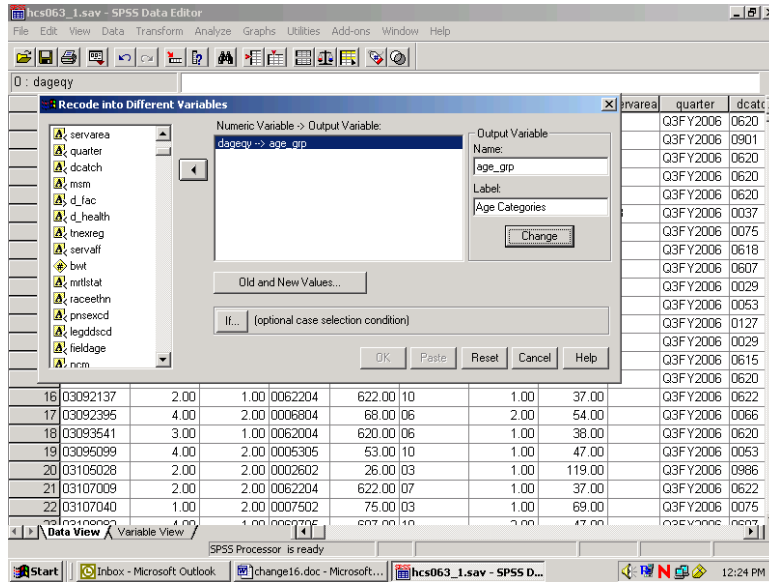 hcs063_1.sav - SPSS Data Editor
File Edit View Data Transform Analyze Graphs Utilities Add-ons Window Help
0 : dageqy
Recode into Different Variables
servarea
quarter
dcatch
msm
d_fac
d_health
tnexreg
servaff
bwt
mrtlstat
raceethn
pnsexcd
legddscd
fieldage
pcm
Numeric Variable -> Output Variable:
dageqy --> age_grp
Output Variable
Name:
age_grp
Label:
Age Categories
Change
Old and New Values...
If... (optional case selection condition)
OK Paste Reset Cancel Help
ervarea quarter dcatc
Q3FY2006 0620
Q3FY2006 0901
Q3FY2006 0620
Q3FY2006 0620
Q3FY2006 0620
Q3FY2006 0037
Q3FY2006 0075
Q3FY2006 0618
Q3FY2006 0607
Q3FY2006 0029
Q3FY2006 0053
Q3FY2006 0127
Q3FY2006 0029
Q3FY2006 0615
Q3FY2006 0620
16 03092137 2.00 1.00 0062204 622.00 10 1.00 37.00 Q3FY2006 0622
17 03092395 4.00 2.00 0006804 68.00 06 2.00 54.00 Q3FY2006 0066
18 03093541 3.00 1.00 0062004 620.00 06 1.00 38.00 Q3FY2006 0620
19 03095099 4.00 2.00 0005305 53.00 10 1.00 47.00 Q3FY2006 0053
20 03105028 2.00 2.00 0002602 26.00 03 1.00 119.00 Q3FY2006 0986
21 03107009 2.00 2.00 0062204 622.00 07 1.00 37.00 Q3FY2006 0622
22 03107040 1.00 2.00 0007502 75.00 03 1.00 69.00 Q3FY2006 0075
Data View Variable View
SPSS Processor is ready
Start Inbox - Microsoft Outlook change16.doc - Microsoft... hcs063_1.sav - SPSS D... 12:24 PM